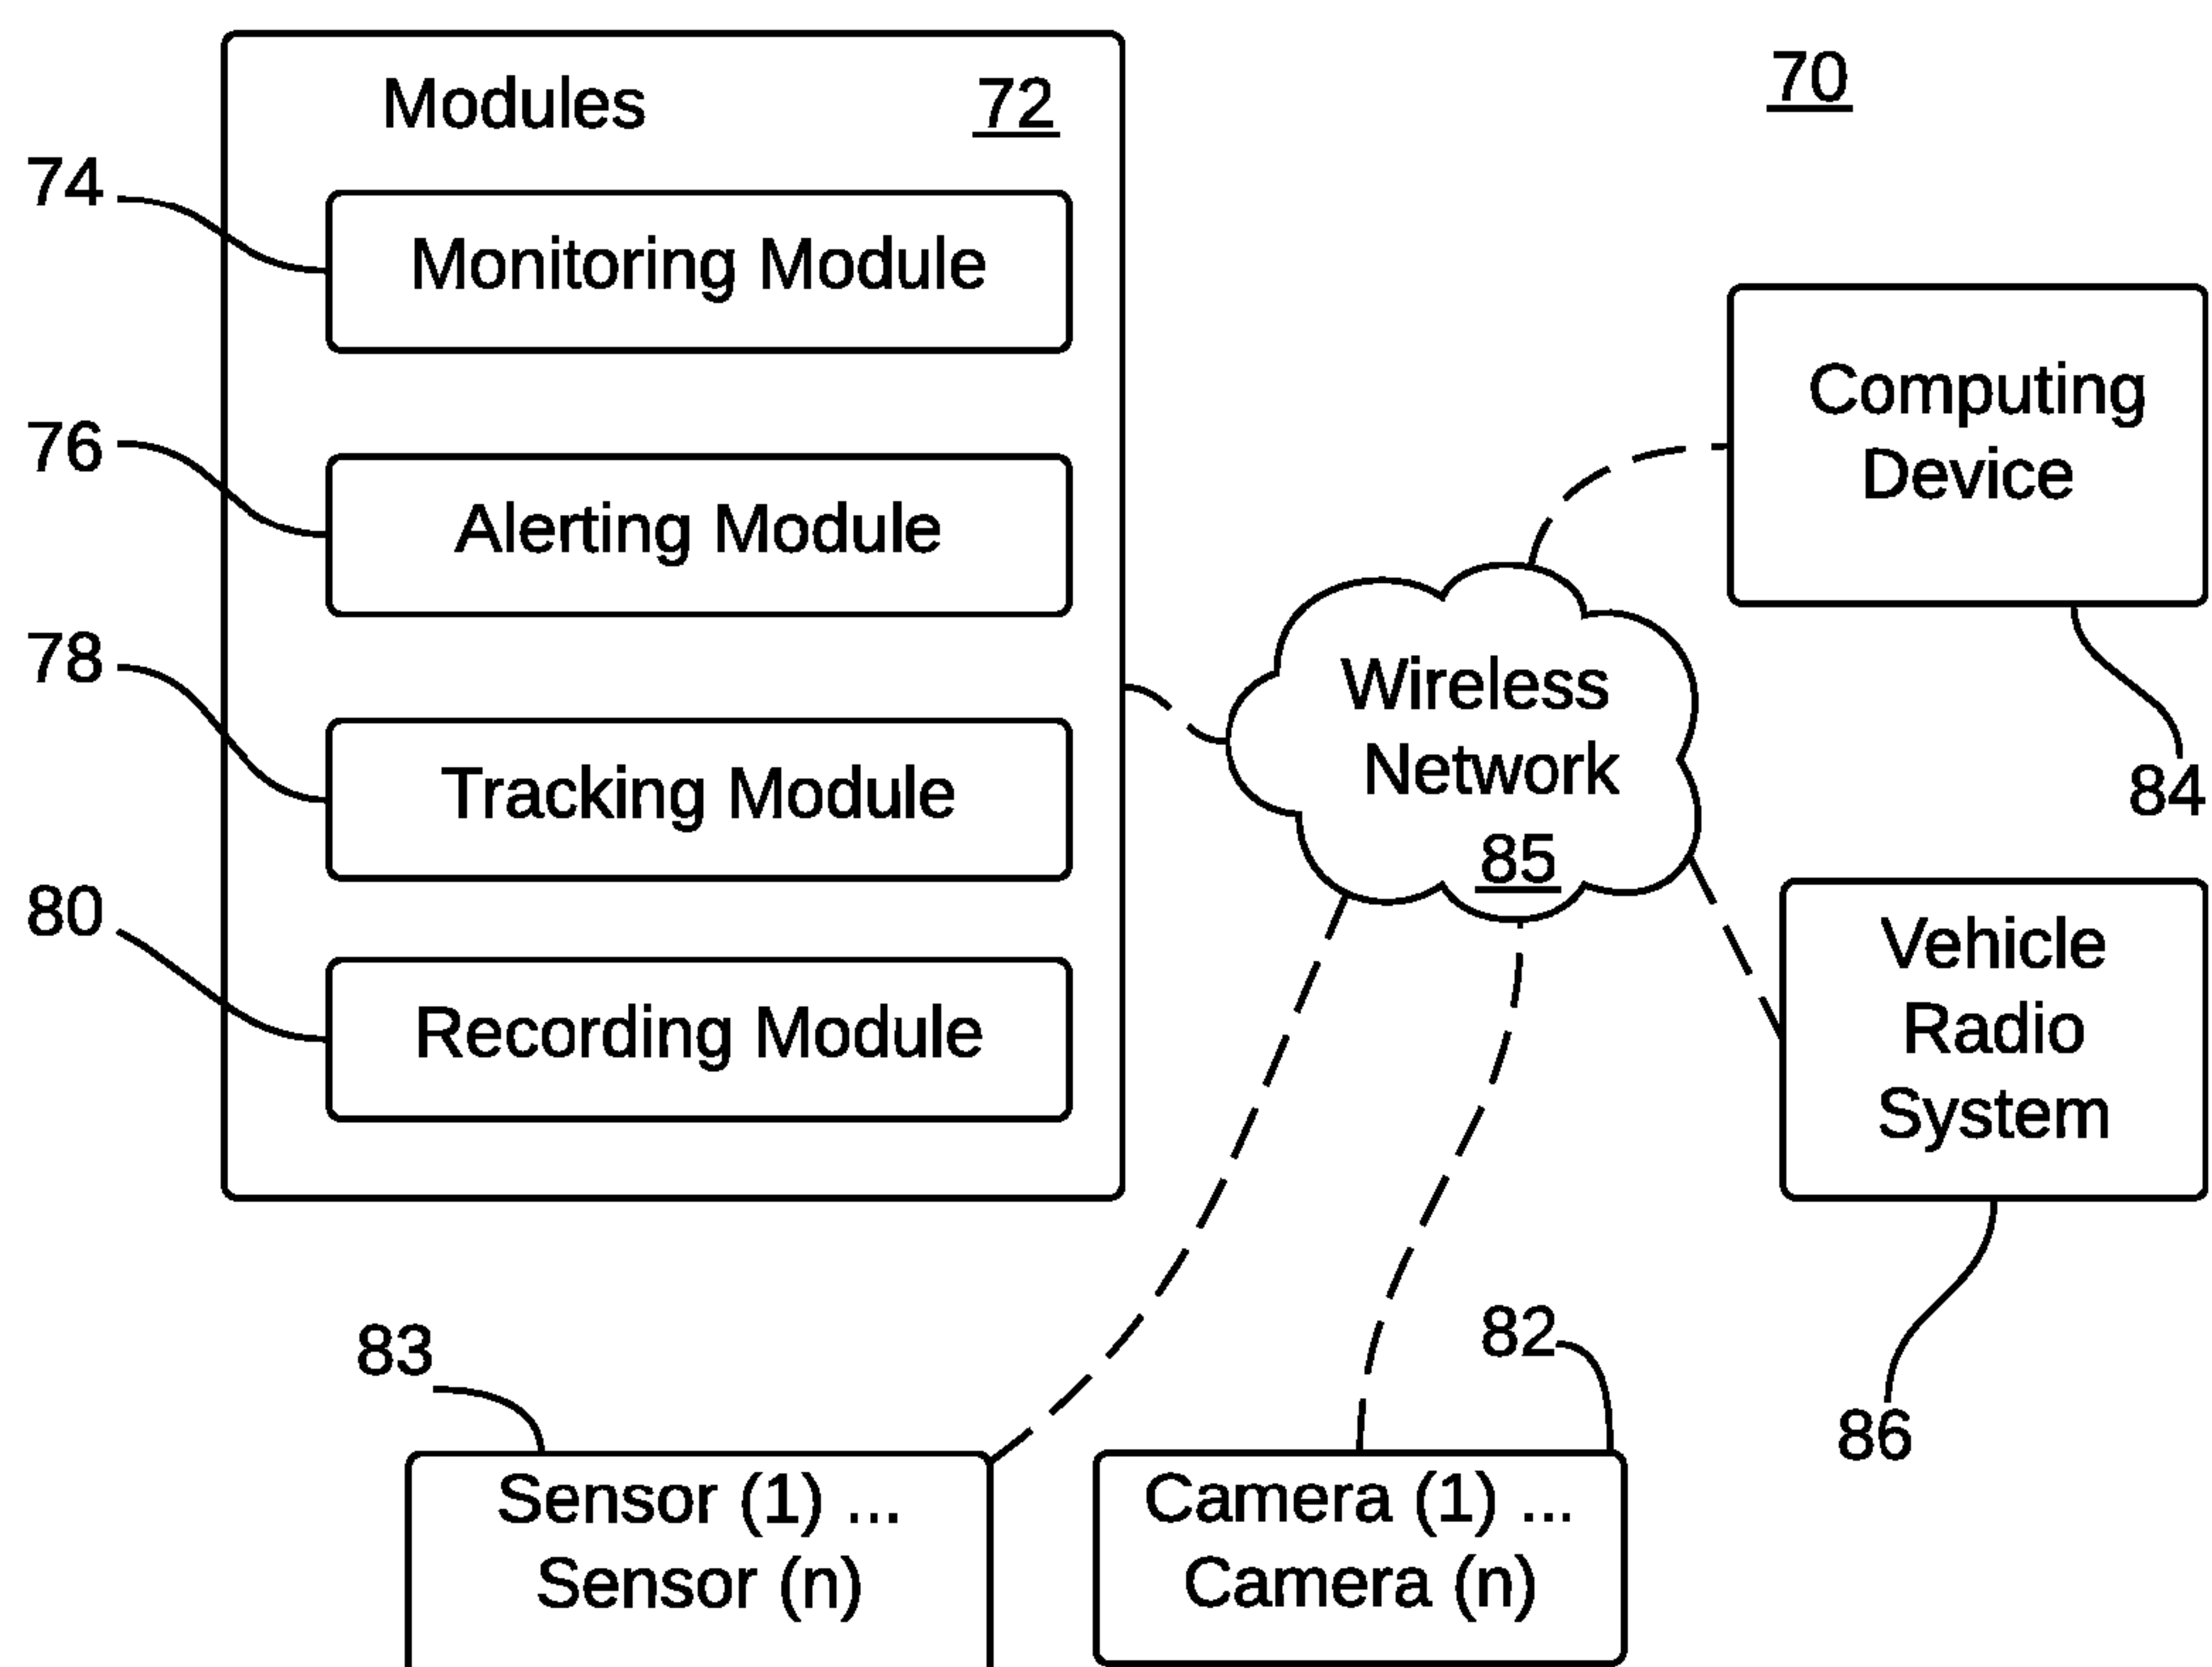 Modules 72
70
74
Monitoring Module
76
Alerting Module
78
Tracking Module
80
Recording Module
Computing
Device
84
Wireless
Network
85
Vehicle
Radio
System
86
83
Sensor (1) ...
Sensor (n)
82
Camera (1) ...
Camera (n)